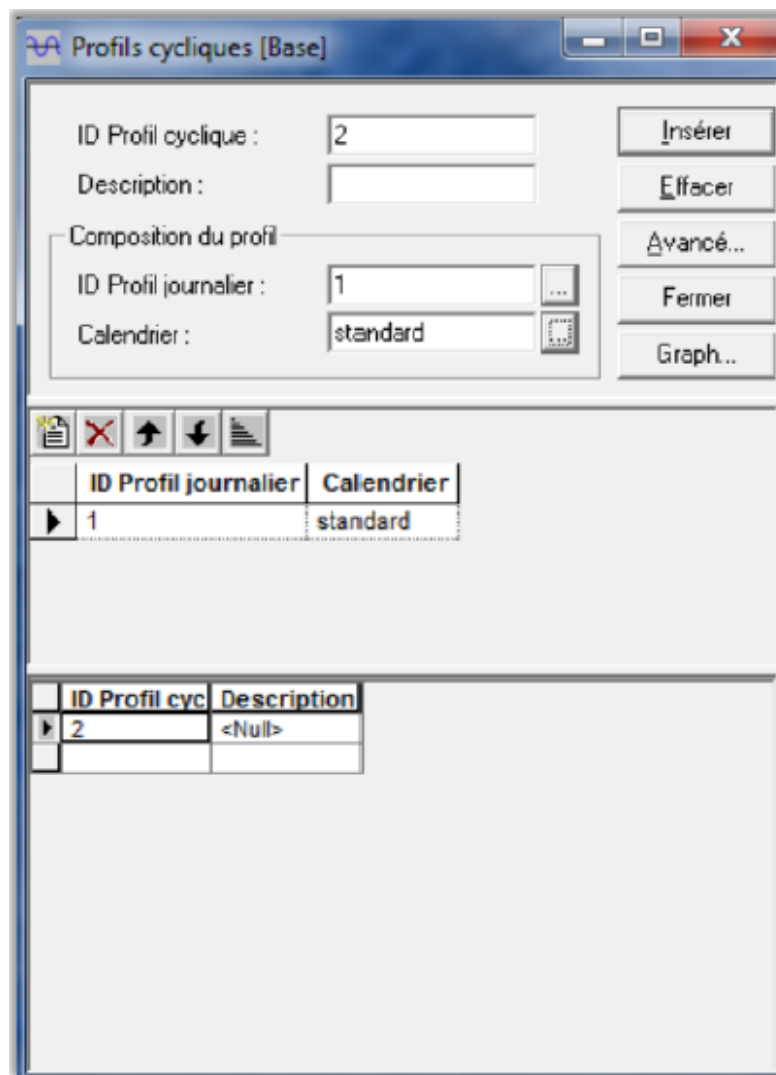 Profils cycliques [Base]
ID Profil cyclique : 2 Insérer
Description : Effacer
Composition du profil Avancé...
ID Profil journalier : 1 ... Fermer
Calendrier : standard ... Graph...
ID Profil journalier Calendrier
1 standard
ID Profil cyc Description
2 <Null>